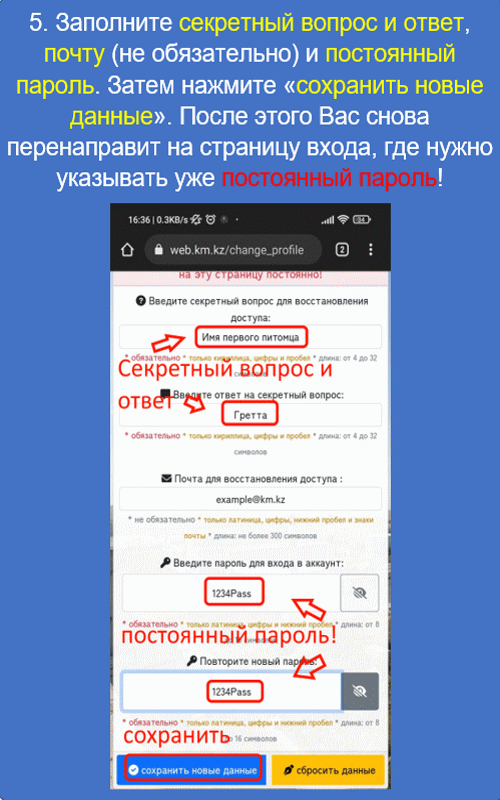 5. Заполните секретный вопрос и ответ,
почту (не обязательно) и постоянный
пароль. Затем нажмите «сохранить новые
данные». После этого Вас снова
перенаправит на страницу входа, где нужно
указывать уже постоянный пароль!
16:36 | 0.3KB/s
web.km.kz/change_profile
2
на эту страницу постоянно!
Введите секретный вопрос для восстановления
доступа:
Имя первого питомца
* обязательно * только кириллица, цифры и пробел * длина: от 4 до 32
символов
Секретный вопрос и
ответ
Введите ответ на секретный вопрос:
Гретта
* обязательно * только кириллица, цифры и пробел * длина: от 4 до 32
символов
Почта для восстановления доступа :
example@km.kz
* не обязательно * только латиница, цифры, нижний пробел и знаки
почты * длина: не более 300 символов
Введите пароль для входа в аккаунт:
1234Pass
* обязательно * только латиница, цифры и нижний пробел * длина: от 8
постоянный пароль!
Повторите новый пароль:
1234Pass
* обязательно * только латиница, цифры и нижний пробел * длина: от 8
до 16 символов
сохранить
сохранить новые данные
сбросить данные